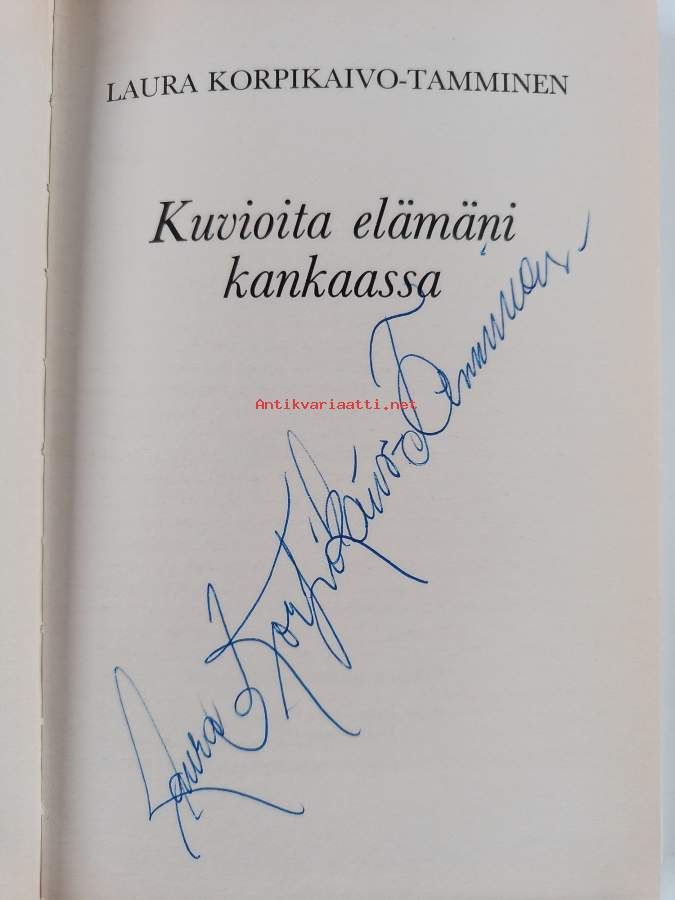 LAURA KORPIKAIVO-TAMMINEN
Kuvioita elämäni
kankaassa
Antikvariaatti.net
Laura Korpikaivo-Tamminen